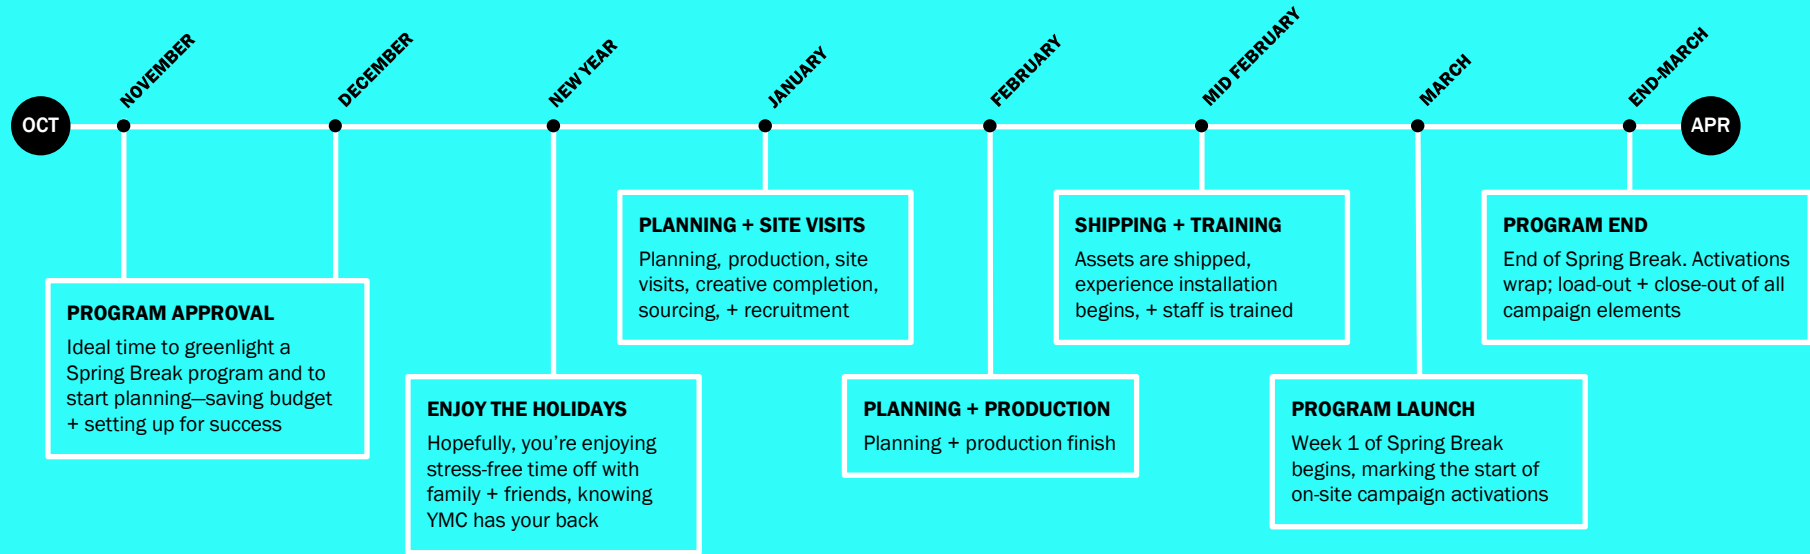 OCT
NOVEMBER
DECEMBER
NEW YEAR
JANUARY
FEBRUARY
MID FEBRUARY
MARCH
END-MARCH
APR
PROGRAM APPROVAL
Ideal time to greenlight a
Spring Break program and to
start planning—saving budget
+ setting up for success
ENJOY THE HOLIDAYS
Hopefully, you’re enjoying
stress-free time off with
family + friends, knowing
YMC has your back
PLANNING + SITE VISITS
Planning, production, site
visits, creative completion,
sourcing, + recruitment
PLANNING + PRODUCTION
Planning + production finish
SHIPPING + TRAINING
Assets are shipped,
experience installation
begins, + staff is trained
PROGRAM LAUNCH
Week 1 of Spring Break
begins, marking the start of
on-site campaign activations
PROGRAM END
End of Spring Break. Activations
wrap; load-out + close-out of all
campaign elements